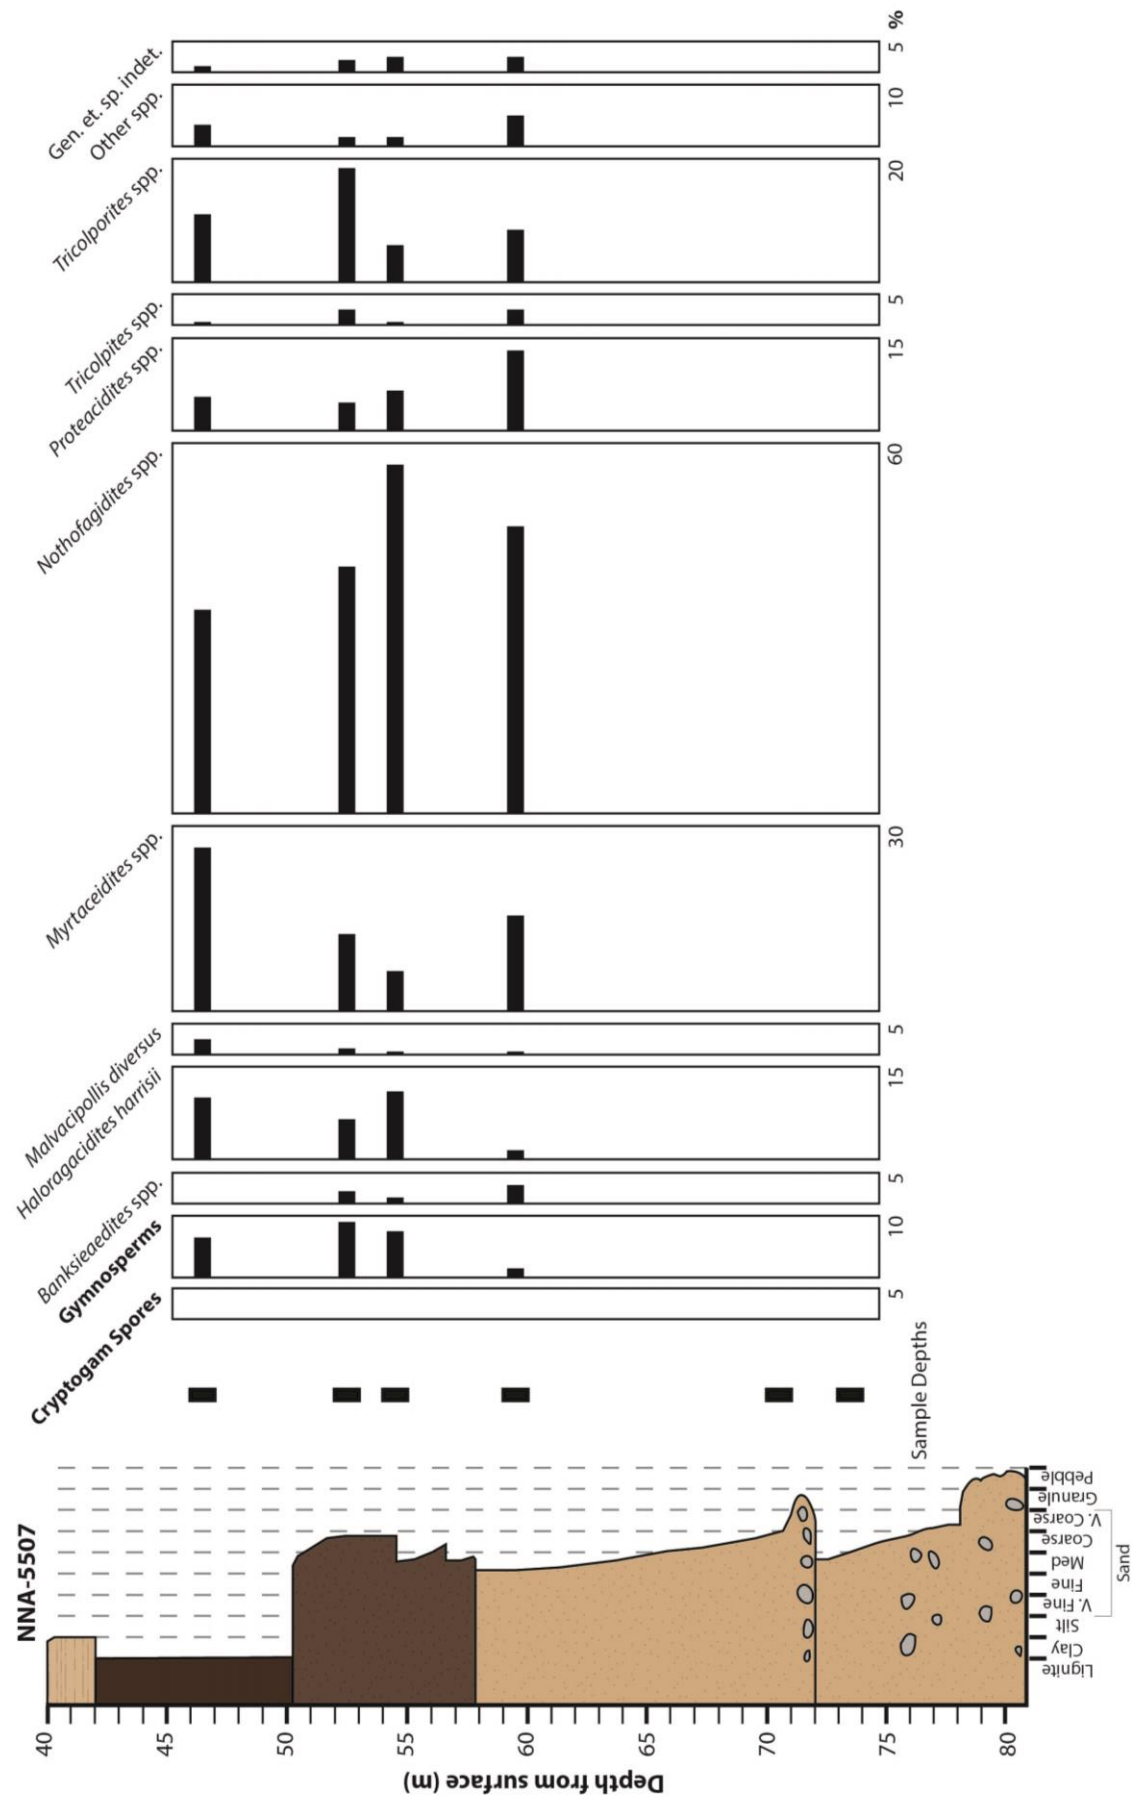 NNA-5507
Depth from surface (m)
40
45
50
55
60
65
70
75
80
Lignite
Clay
Silt
V. Fine
Fine
Med
Coarse
V. Coarse
Granule
Pebble
Sand
Sample Depths
Cryptogam Spores
Gymnosperms
Banksieaedites spp.
Haloragacidites harrisii
Malvacipollis diversus
Myrtaceidites spp.
Nothofagidites spp.
Proteacidites spp.
Tricolpites spp.
Tricolporites spp.
Other spp.
Gen. et. sp. indet.
5
10
5
15
5
30
60
15
5
20
10
5
%